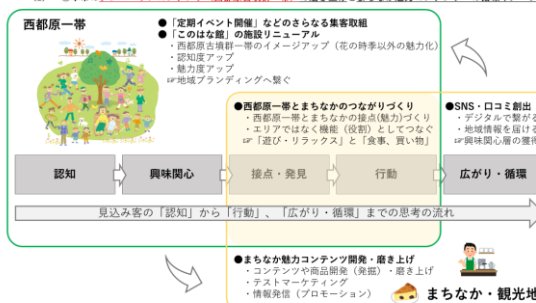 西都原一帯
●「定期イベント開催」などのさらなる集客取組
●「このはな館」の施設リニューアル
・西都原古墳群一帯のイメージアップ（花の時季以外の魅力化）
・認知度アップ
・魅力度アップ
☞地域ブランディングへ繋ぐ
●西都原一帯とまちなかのつながりづくり
・西都原一帯とまちなかの接点(魅力)づくり
・エリアではなく機能（役割）としてつなぐ
☞「遊び・リラックス」と「食事、買い物」
●SNS・口コミ創出
・デジタルで繋がる
・地域情報を届ける
☞興味関心層の獲得
認知
興味関心
接点・発見
行動
広がり・循環
見込み客の「認知」から「行動」、「広がり・循環」までの思考の流れ
●まちなか魅力コンテンツ開発・磨き上げ
・コンテンツや商品開発（発掘）・磨き上げ
・テストマーケティング
・情報発信（プロモーション）
まちなか・観光地